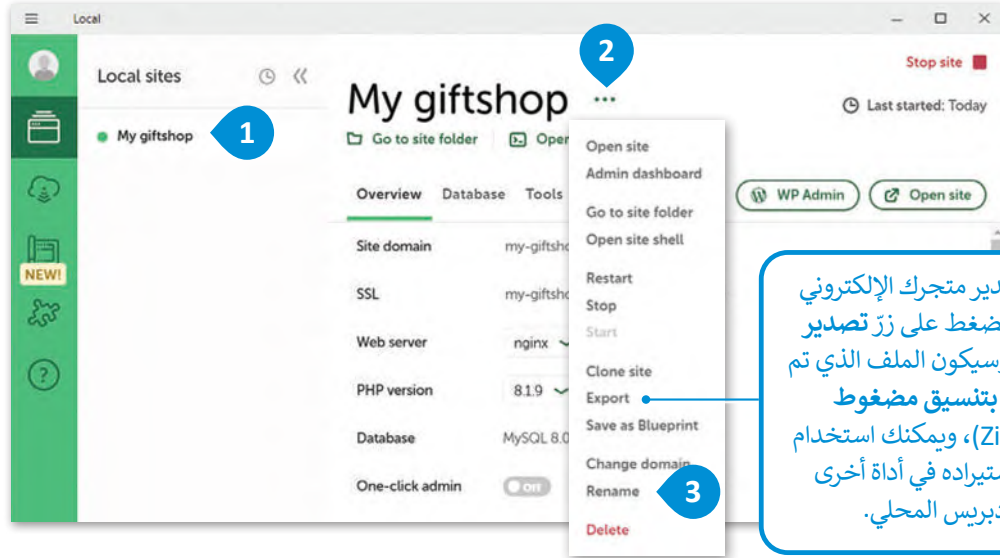 Local
Local sites
My giftshop
1
2
My giftshop ...
Stop site
Last started: Today
Go to site folder
Overview Database Tools
WP Admin
Open site
Site domain
SSL
Web server nginx
PHP version 8.1.9
Database MySQL 8.0
One-click admin Off
NEW!
?
Open site
Admin dashboard
Go to site folder
Open site shell
Restart
Stop
Start
Clone site
Export
Save as Blueprint
Change domain
Rename
3
Delete
متجرك الإلكتروني
على زرّ تصدير
الملف الذي تم
بتنسيق مضغوط
ويمكنك استخدام
في أداة أخرى
المحلي.